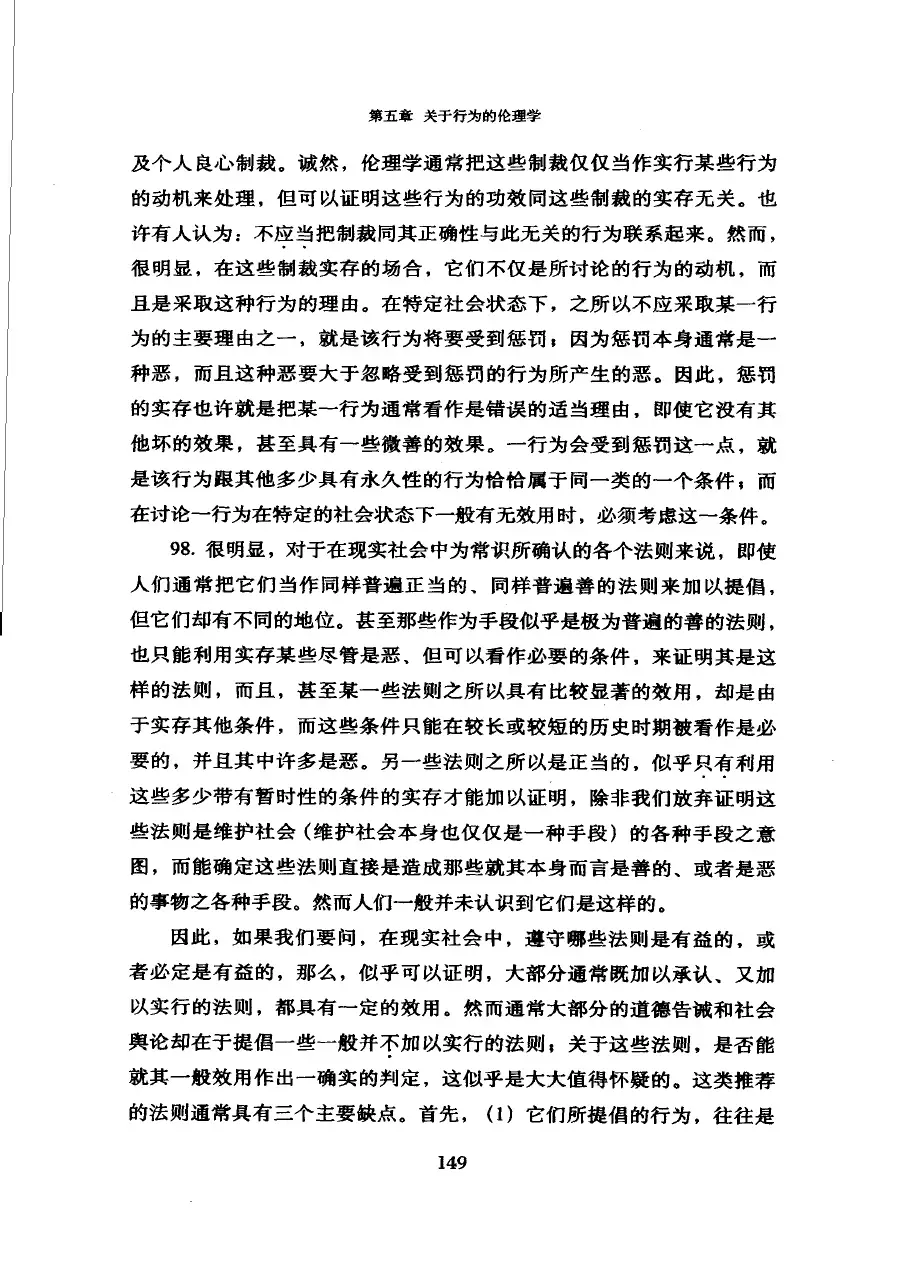 第五章 关于行为的伦理学
及个人良心制裁。诚然，伦理学通常把这些制裁仅仅当作实行某些行为
的动机来处理，但可以证明这些行为的功效同这些制裁的实存无关。也
许有人认为：不应当把制裁同其正确性与此无关的行为联系起来。然而，
很明显，在这些制裁实存的场合，它们不仅是所讨论的行为的动机，而
且是采取这种行为的理由。在特定社会状态下，之所以不应采取某一行
为的主要理由之一，就是该行为将要受到惩罚；因为惩罚本身通常是一
种恶，而且这种恶要大于忽略受到惩罚的行为所产生的恶。因此，惩罚
的实存也许就是把某一行为通常看作是错误的适当理由，即使它没有其
他坏的效果，甚至具有一些微善的效果。一行为会受到惩罚这一点，就
是该行为跟其他多少具有永久性的行为恰恰属于同一类的一个条件；而
在讨论一行为在特定的社会状态下一般有无效用时，必须考虑这一条件。
98. 很明显，对于在现实社会中为常识所确认的各个法则来说，即使
人们通常把它们当作同样普遍正当的、同样普遍善的法则来加以提倡，
但它们却有不同的地位。甚至那些作为手段似乎是极为普遍的善的法则，
也只能利用实存某些尽管是恶、但可以看作必要的条件，来证明其是这
样的法则，而且，甚至某一些法则之所以具有比较显著的效用，却是由
于实存其他条件，而这些条件只能在较长或较短的历史时期被看作是必
要的，并且其中许多是恶。另一些法则之所以是正当的，似乎只有利用
这些多少带有暂时性的条件的实存才能加以证明，除非我们放弃证明这
些法则是维护社会（维护社会本身也仅仅是一种手段）的各种手段之意
图，而能确定这些法则直接是造成那些就其本身而言是善的、或者是恶
的事物之各种手段。然而人们一般并未认识到它们是这样的。
因此，如果我们要问，在现实社会中，遵守哪些法则是有益的，或
者必定是有益的，那么，似乎可以证明，大部分通常既加以承认、又加
以实行的法则，都具有一定的效用。然而通常大部分的道德告诫和社会
舆论却在于提倡一些一般并不加以实行的法则；关于这些法则，是否能
就其一般效用作出一确实的判定，这似乎是大大值得怀疑的。这类推荐
的法则通常具有三个主要缺点。首先，（1）它们所提倡的行为，往往是
149